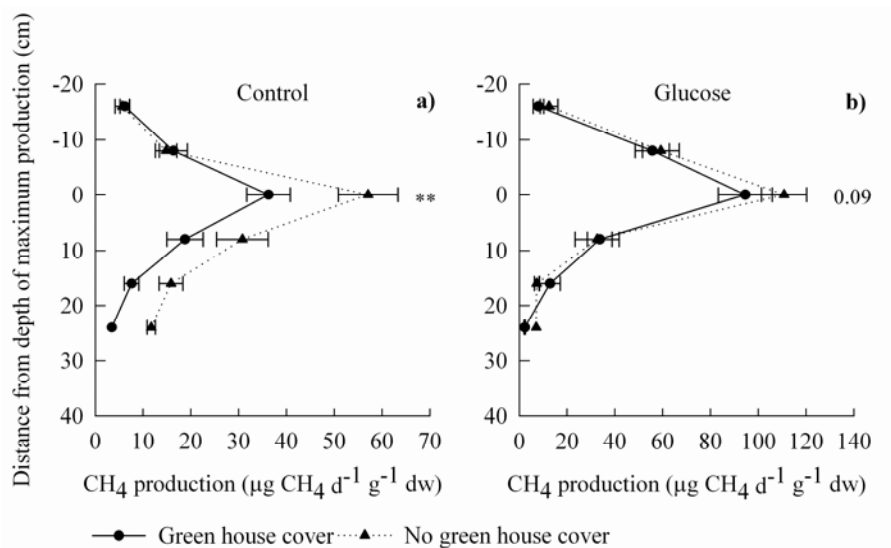 Distance from depth of maximum production (cm)
-20
-10
0
10
20
30
40
Control
a)
**
0 10 20 30 40 50 60 70
CH4 production (µg CH4 d-1 g-1 dw)
-20
-10
0
10
20
30
40
Glucose
b)
0.09
0 20 40 60 80 100 120 140
CH4 production (µg CH4 d-1 g-1 dw)
Green house cover
No green house cover